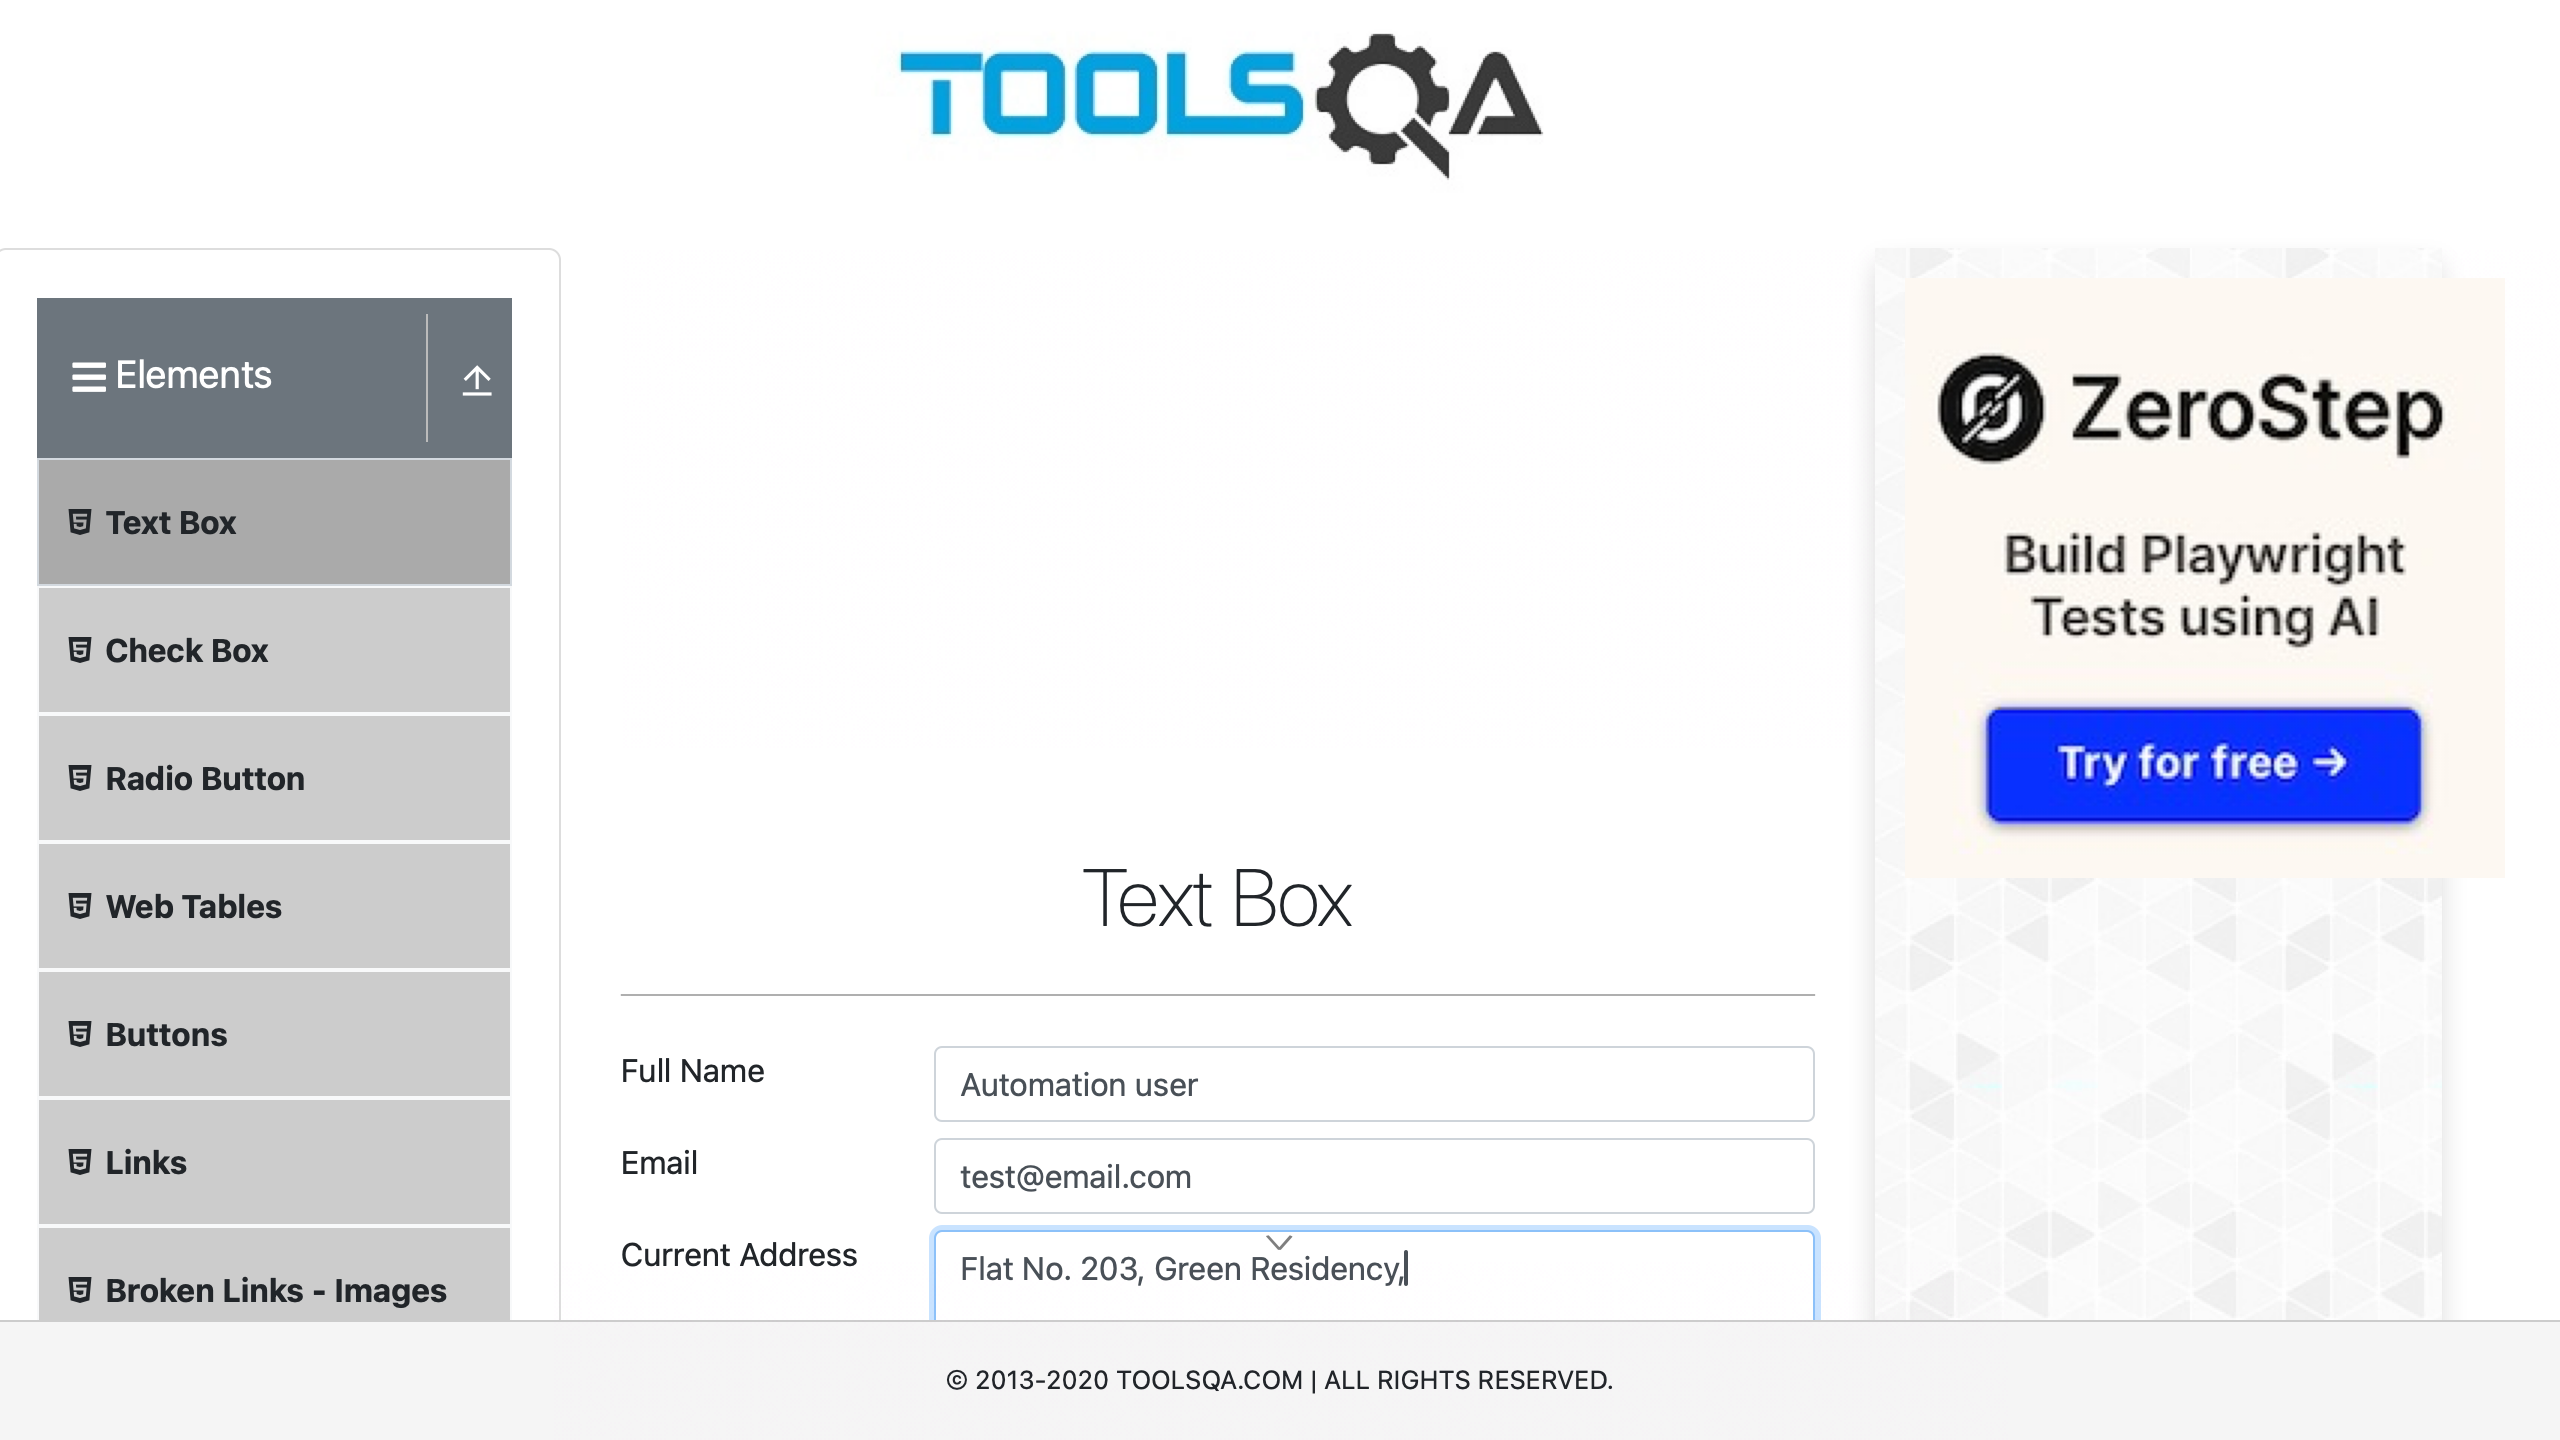 TOOLSQA
Elements
Text Box
Check Box
Radio Button
Web Tables
Buttons
Links
Broken Links - Images
Text Box
Full Name
Automation user
Email
test@email.com
Current Address
Flat No. 203, Green Residency,
ZeroStep
Build Playwright
Tests using AI
Try for free →
© 2013-2020 TOOLSQA.COM | ALL RIGHTS RESERVED.